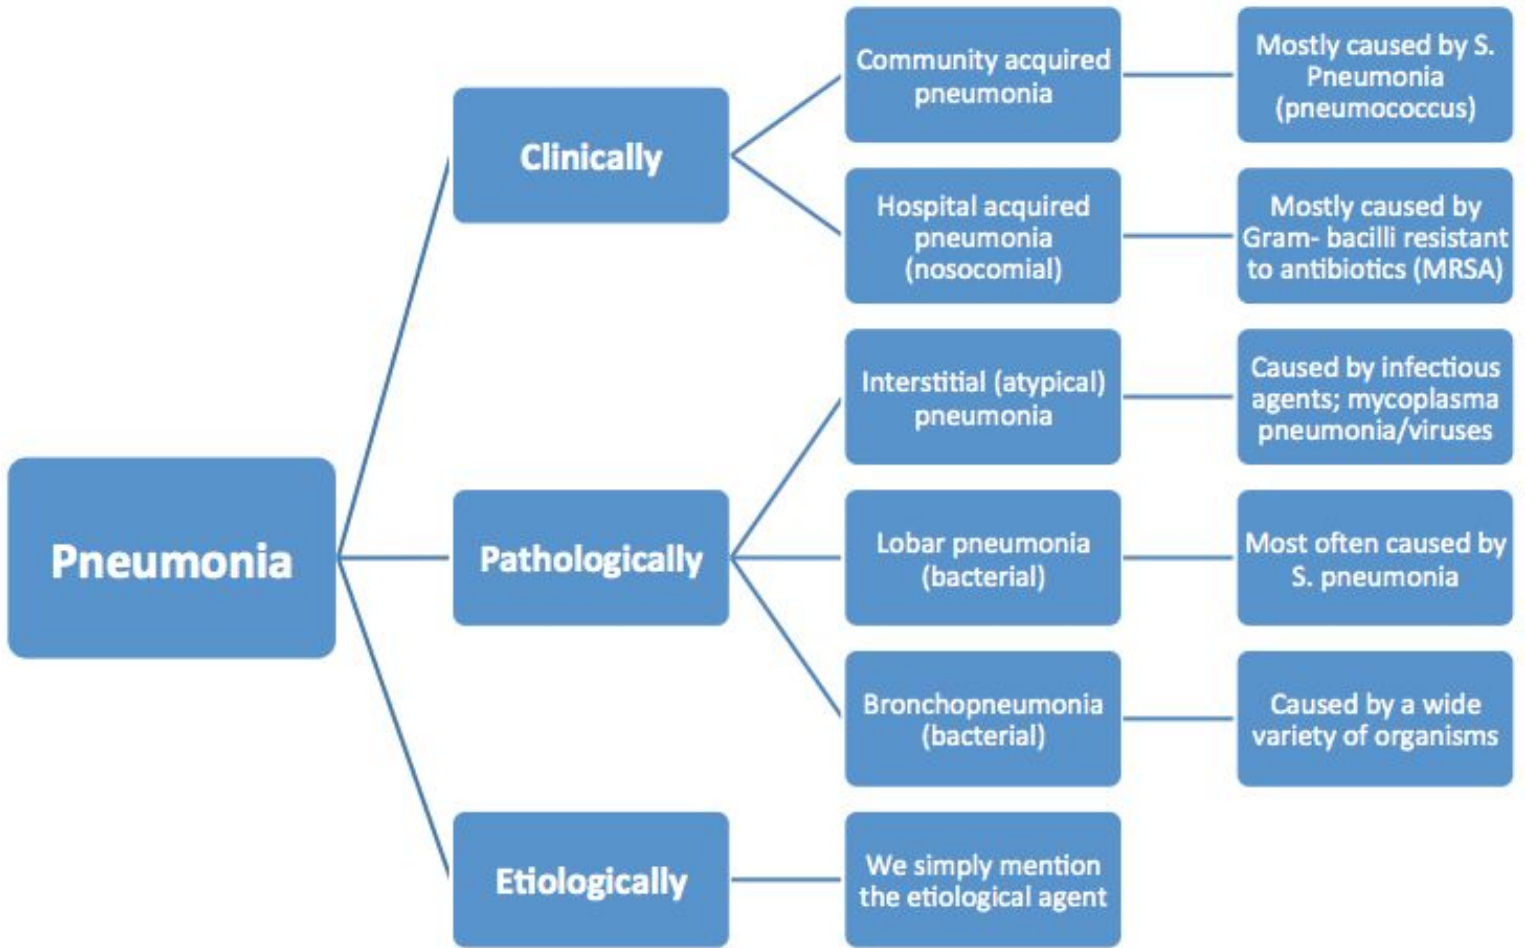 Pneumonia
Clinically
Community acquired
pneumonia
Mostly caused by S.
Pneumonia
(pneumococcus)
Hospital acquired
pneumonia
(nosocomial)
Mostly caused by
Gram- bacilli resistant
to antibiotics (MRSA)
Pathologically
Interstitial (atypical)
pneumonia
Caused by infectious
agents; mycoplasma
pneumonia/viruses
Lobar pneumonia
(bacterial)
Most often caused by
S. pneumonia
Bronchopneumonia
(bacterial)
Caused by a wide
variety of organisms
Etiologically
We simply mention
the etiological agent